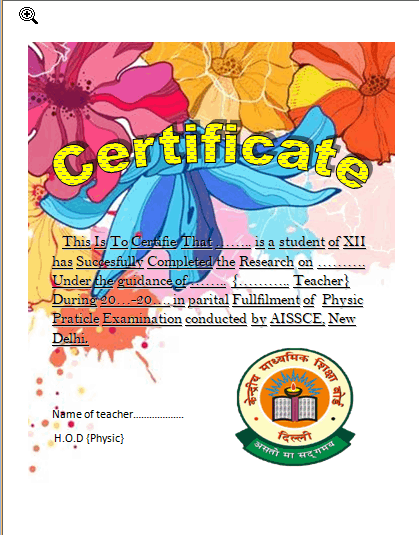 Certificate
This Is To Certifie That …….. is a student of XII
has Succesfully Completed the Research on ……….
Under the guidance of …….. {……….. Teacher}
During 20…-20…. in parital Fullfilment of Physic
Praticle Examination conducted by AISSCE, New
Delhi.
केन्द्रीय माध्यमिक शिक्षा बोर्ड
दिल्ली
असतो मा सद्गमय
Name of teacher...................
H.O.D {Physic}